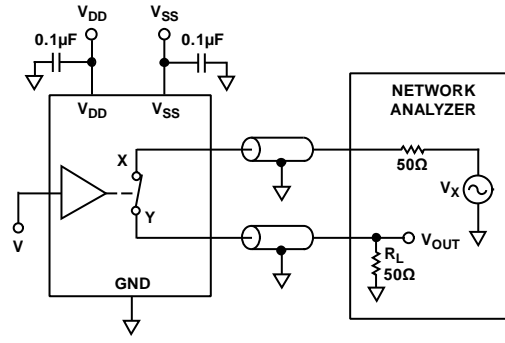 VDD
VSS
0.1µF
0.1µF
VDD
VSS
NETWORK
ANALYZER
X
50Ω
VX
Y
V
VOUT
RL
50Ω
GND